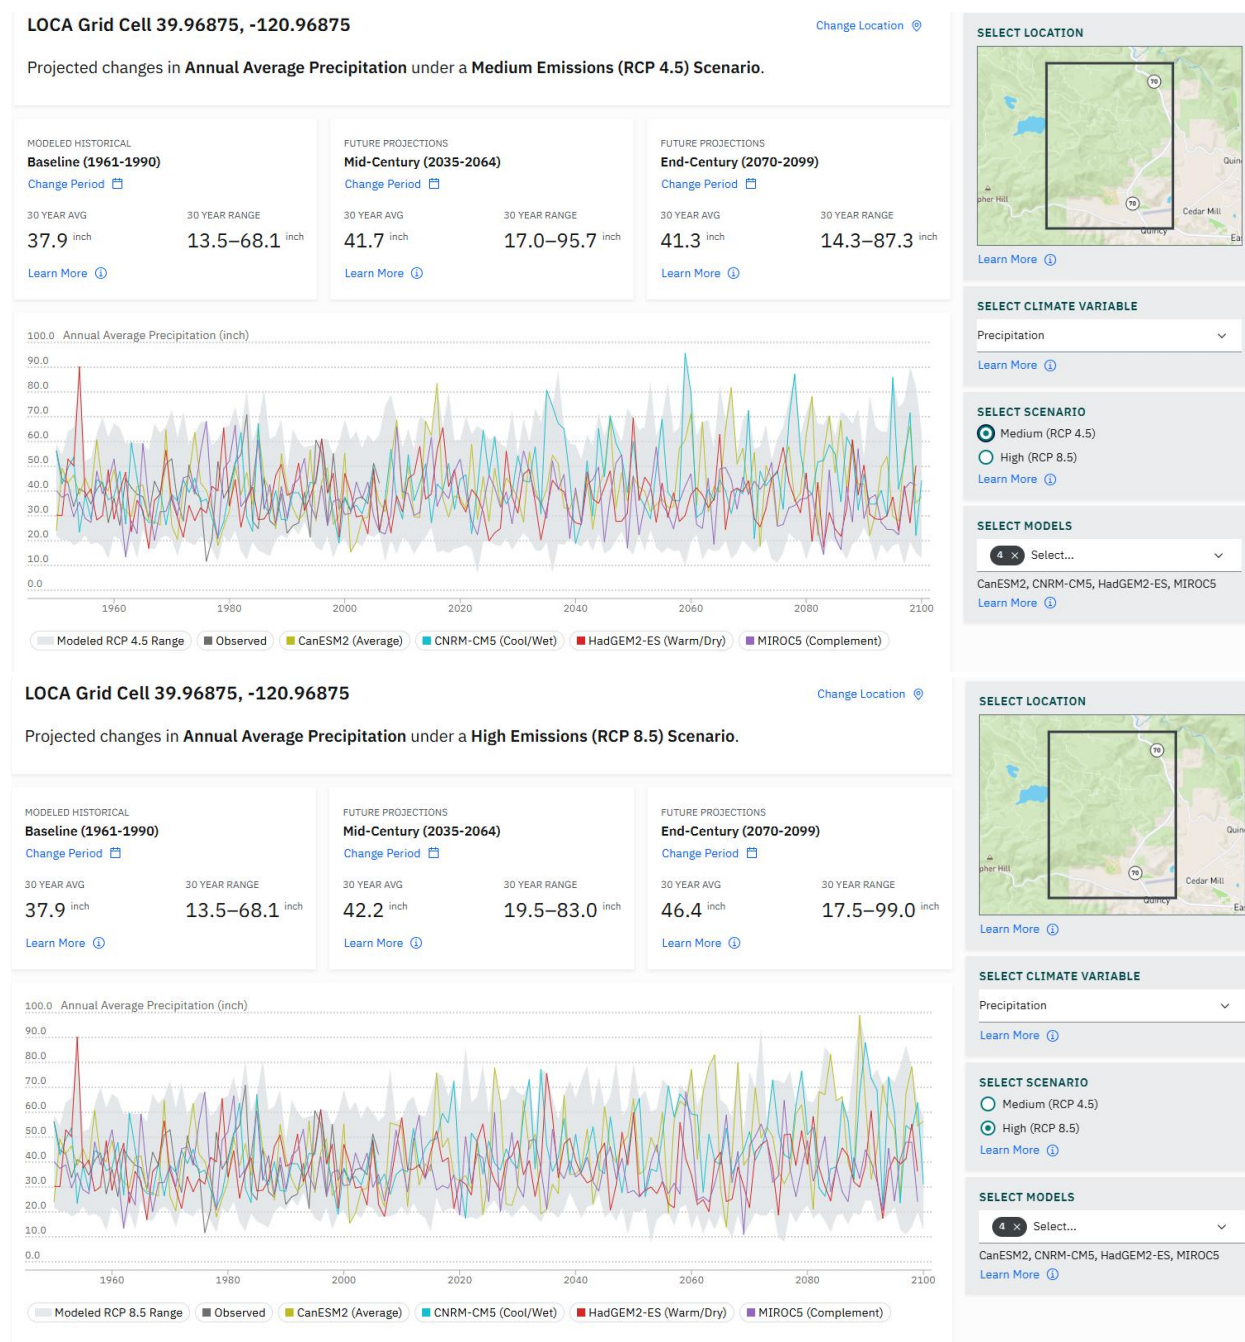 LOCA Grid Cell 39.96875, -120.96875
Change Location
Projected changes in Annual Average Precipitation under a Medium Emissions (RCP 4.5) Scenario.
MODELED HISTORICAL
Baseline (1961-1990)
Change Period
30 YEAR AVG
30 YEAR RANGE
37.9 inch
13.5–68.1 inch
Learn More
FUTURE PROJECTIONS
Mid-Century (2035-2064)
Change Period
30 YEAR AVG
30 YEAR RANGE
41.7 inch
17.0–95.7 inch
Learn More
FUTURE PROJECTIONS
End-Century (2070-2099)
Change Period
30 YEAR AVG
30 YEAR RANGE
41.3 inch
14.3–87.3 inch
Learn More
100.0 Annual Average Precipitation (inch)
90.0
80.0
70.0
60.0
50.0
40.0
30.0
20.0
10.0
0.0
1960 1980 2000 2020 2040 2060 2080 2100
Modeled RCP 4.5 Range Observed CanESM2 (Average) CNRM-CM5 (Cool/Wet) HadGEM2-ES (Warm/Dry) MIROC5 (Complement)
SELECT LOCATION
70
Quin
pher Hill
70
Cedar Mill
Quincy
Ea
Learn More
SELECT CLIMATE VARIABLE
Precipitation
Learn More
SELECT SCENARIO
Medium (RCP 4.5)
High (RCP 8.5)
Learn More
SELECT MODELS
4 × Select...
CanESM2, CNRM-CM5, HadGEM2-ES, MIROC5
Learn More
LOCA Grid Cell 39.96875, -120.96875
Change Location
Projected changes in Annual Average Precipitation under a High Emissions (RCP 8.5) Scenario.
MODELED HISTORICAL
Baseline (1961-1990)
Change Period
30 YEAR AVG
30 YEAR RANGE
37.9 inch
13.5–68.1 inch
Learn More
FUTURE PROJECTIONS
Mid-Century (2035-2064)
Change Period
30 YEAR AVG
30 YEAR RANGE
42.2 inch
19.5–83.0 inch
Learn More
FUTURE PROJECTIONS
End-Century (2070-2099)
Change Period
30 YEAR AVG
30 YEAR RANGE
46.4 inch
17.5–99.0 inch
Learn More
100.0 Annual Average Precipitation (inch)
90.0
80.0
70.0
60.0
50.0
40.0
30.0
20.0
10.0
0.0
1960 1980 2000 2020 2040 2060 2080 2100
Modeled RCP 8.5 Range Observed CanESM2 (Average) CNRM-CM5 (Cool/Wet) HadGEM2-ES (Warm/Dry) MIROC5 (Complement)
SELECT LOCATION
70
Quin
pher Hill
70
Cedar Mill
Quincy
Ea
Learn More
SELECT CLIMATE VARIABLE
Precipitation
Learn More
SELECT SCENARIO
Medium (RCP 4.5)
High (RCP 8.5)
Learn More
SELECT MODELS
4 × Select...
CanESM2, CNRM-CM5, HadGEM2-ES, MIROC5
Learn More